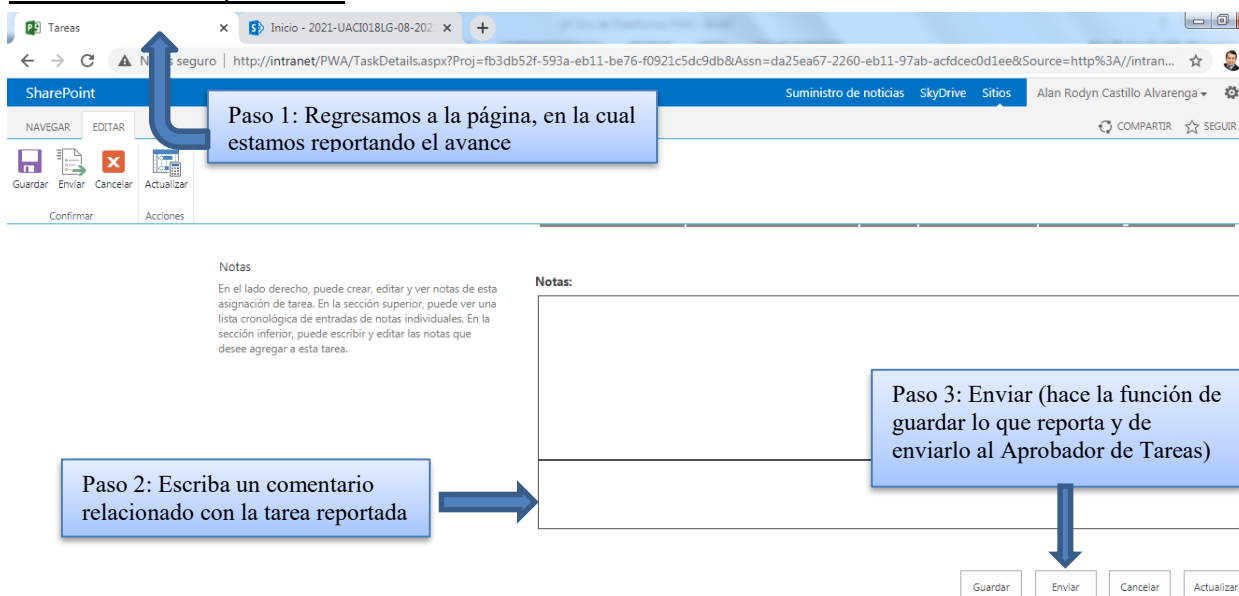 Tareas
Inicio - 2021-UACI018LG-08-202
http://intranet/PWA/TaskDetails.aspx?Proj=fb3db52f-593a-eb11-be76-f0921c5dc9db&Assn=da25ea67-2260-eb11-97ab-acfdcec0d1ee&Source=http%3A//intran...
SharePoint
Suministro de noticias SkyDrive Sitios Alan Rodyn Castillo Alvarenga
NAVEGAR EDITAR
COMPARTIR SEGUIR
Paso 1: Regresamos a la página, en la cual
estamos reportando el avance
Guardar Enviar Cancelar Actualizar
Confirmar Acciones
Notas
En el lado derecho, puede crear, editar y ver notas de esta
asignación de tarea. En la sección superior, puede ver una
lista cronológica de entradas de notas individuales. En la
sección inferior, puede escribir y editar las notas que
desee agregar a esta tarea.
Notas:
Paso 3: Enviar (hace la función de
guardar lo que reporta y de
enviarlo al Aprobador de Tareas)
Paso 2: Escriba un comentario
relacionado con la tarea reportada
Guardar Enviar Cancelar Actualizar